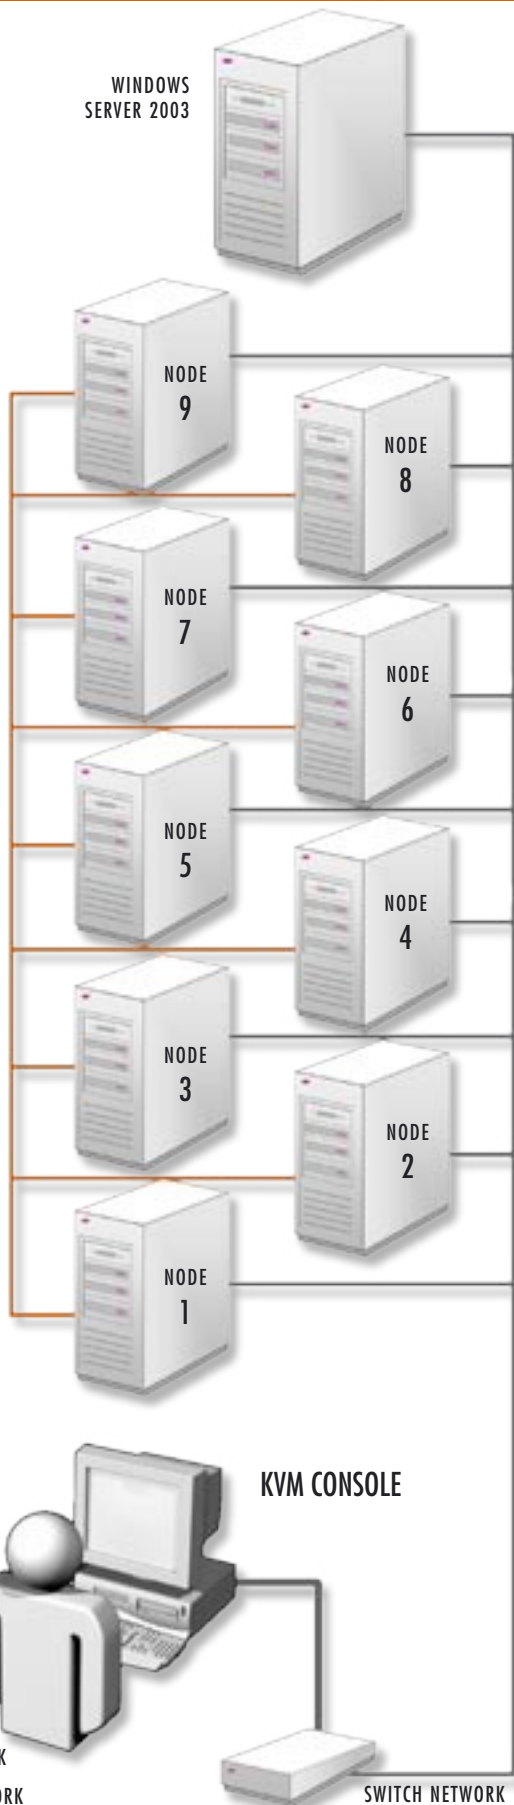 WINDOWS
SERVER 2003
NODE
9
NODE
8
NODE
7
NODE
6
NODE
5
NODE
4
NODE
3
NODE
2
NODE
1
KVM CONSOLE
SWITCH NETWORK